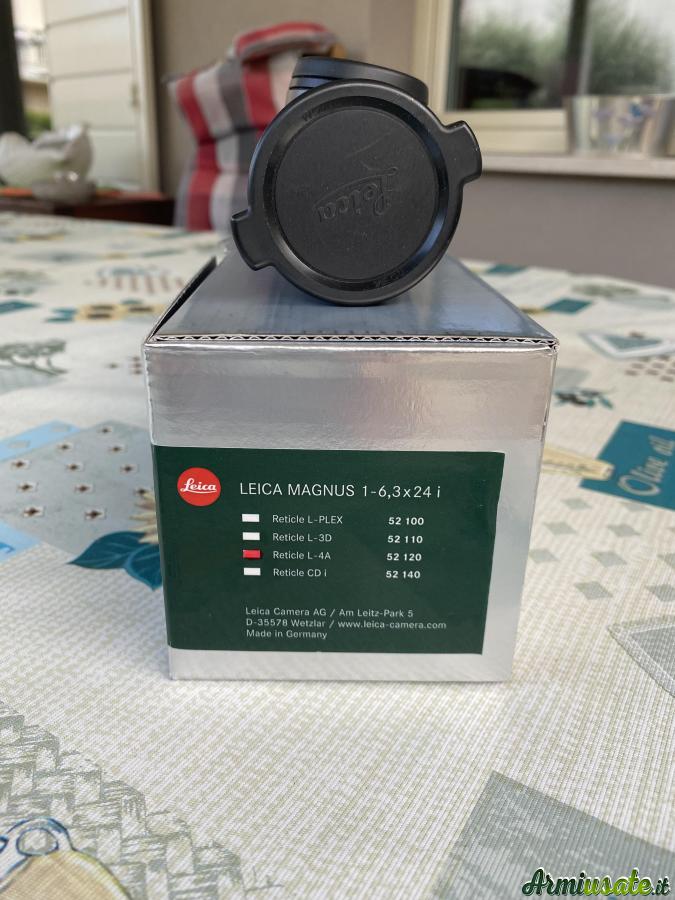 Leica
Leica
LEICA MAGNUS 1-6,3x24 i
Reticle L-PLEX 52 100
Reticle L-3D 52 110
Reticle L-4A 52 120
Reticle CD i 52 140
Leica Camera AG / Am Leitz-Park 5
D-35578 Wetzlar / www.leica-camera.com
Made in Germany
Olive oil
Armiusate.it